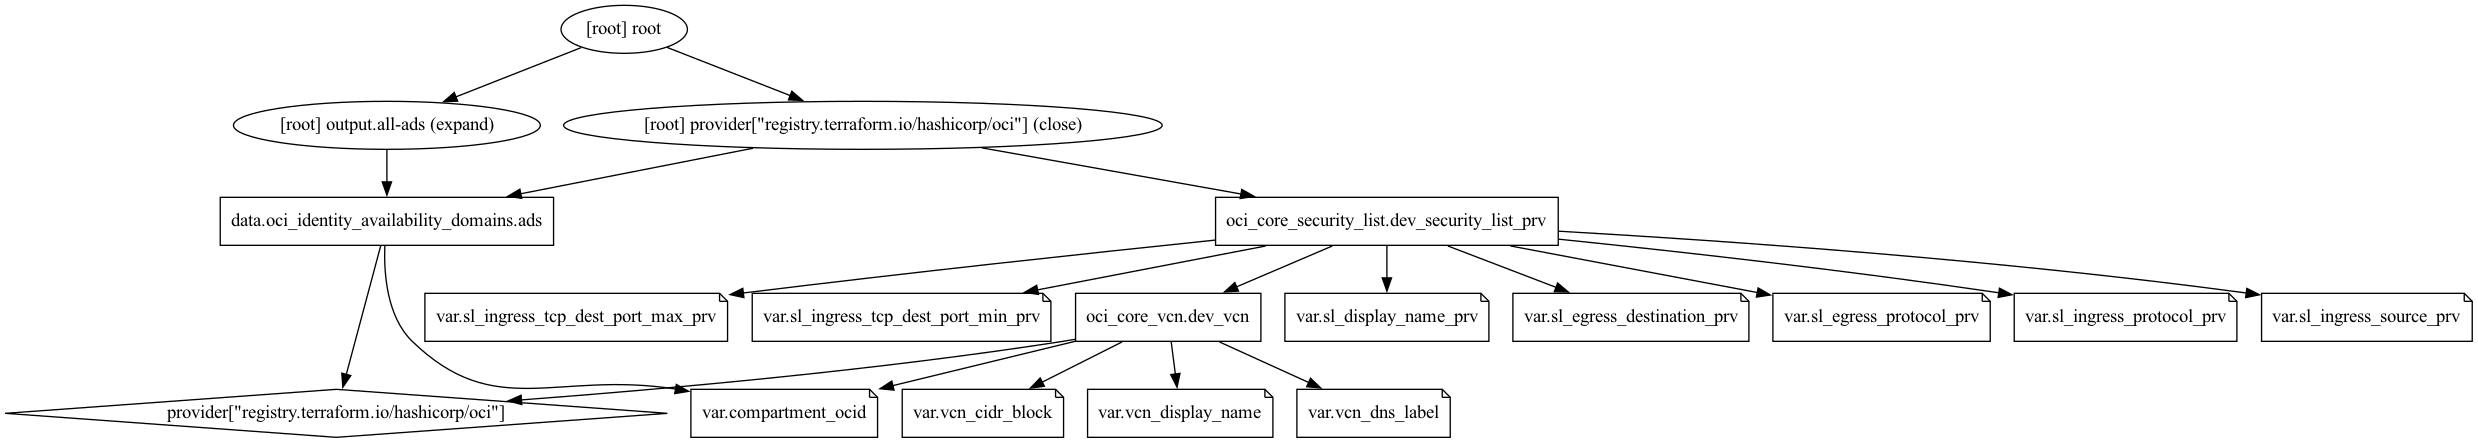 [root] root
[root] output.all-ads (expand)
[root] provider["registry.terraform.io/hashicorp/oci"] (close)
data.oci_identity_availability_domains.ads
oci_core_security_list.dev_security_list_prv
var.sl_ingress_tcp_dest_port_max_prv
var.sl_ingress_tcp_dest_port_min_prv
oci_core_vcn.dev_vcn
var.sl_display_name_prv
var.sl_egress_destination_prv
var.sl_egress_protocol_prv
var.sl_ingress_protocol_prv
var.sl_ingress_source_prv
provider["registry.terraform.io/hashicorp/oci"]
var.compartment_ocid
var.vcn_cidr_block
var.vcn_display_name
var.vcn_dns_label